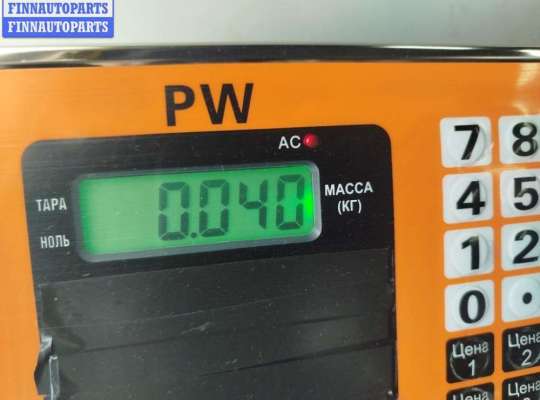 FINNAUTOPARTS
FINNAUTOPARTS
PW
AC
7 8
ТАРА 0.040 МАССА (КГ)
4 5
НОЛЬ
1 2
0 .
Цена 1
Цена 2